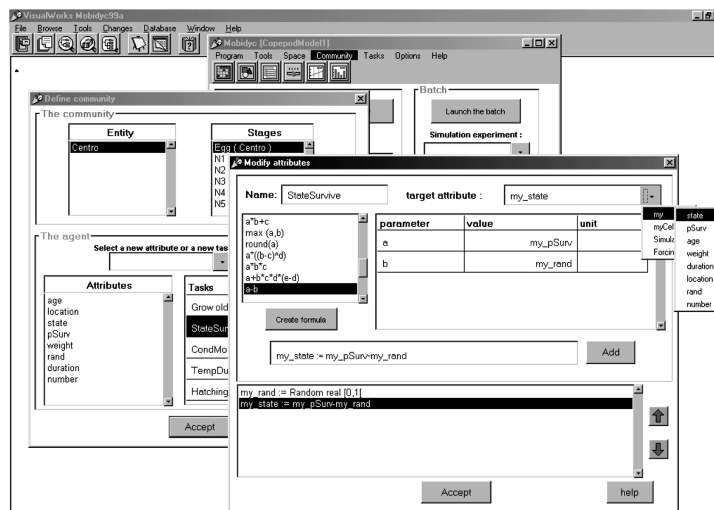 VisualWorks Mobidyc99a
File Browse Tools Changes Database Window Help
Mobidyc [CopepodModel1]
Program Tools Space Community Tasks Options Help
Batch
Launch the batch
Simulation experiment :
Define community
The community
Entity
Centro
Stages
Egg ( Centro )
N1
N2
N3
N4
N5
The agent
Select a new attribute or a new tas
Attributes
age
location
state
pSurv
weight
rand
duration
number
Tasks
Grow old
StateSur
CondMo
TempDu
Hatching
Accept
Modify attributes
Name: StateSurvive target attribute : my_state
a*b+c
max (a,b)
round(a)
a*((b-c)^d)
a*b*c
a+b*c*d*(e-d)
a-b
Create formula
parameter value unit
a my_pSurv
b my_rand
my_state := my_pSurv-my_rand
Add
my_rand := Random real [0,1[
my_state := my_pSurv-my_rand
Accept
help
my
myCel
Simula
Forcin
state
pSurv
age
weight
duration
location
rand
number